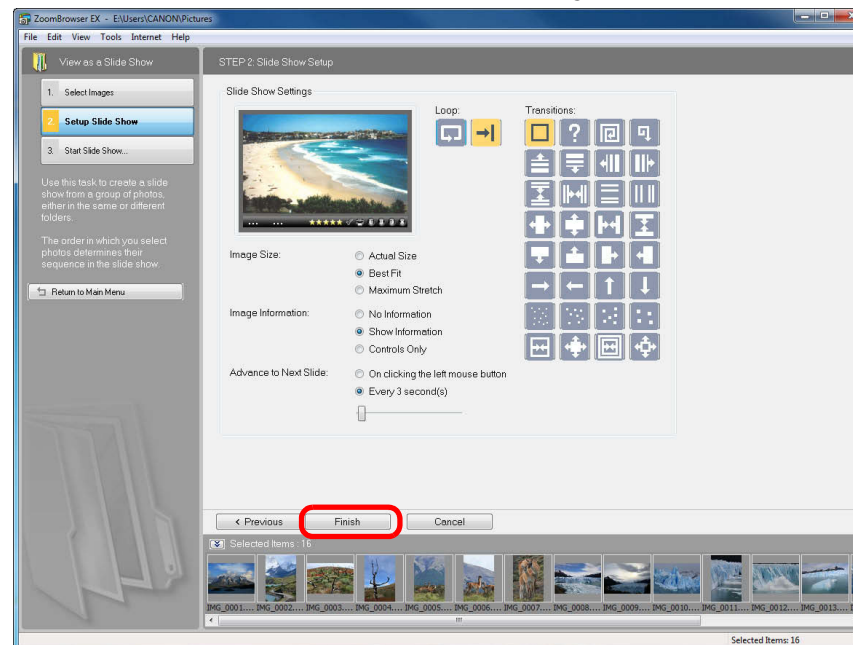 ZoomBrowser EX - E:\Users\CANON\Pictures
File Edit View Tools Internet Help
View as a Slide Show
1. Select Images
2. Setup Slide Show
3. Start Slide Show...
Use this task to create a slide
show from a group of photos,
either in the same or different
folders.
The order in which you select
photos determines their
sequence in the slide show.
Return to Main Menu
STEP 2: Slide Show Setup
Slide Show Settings
Loop:
Transitions:
Image Size:
Actual Size
Best Fit
Maximum Stretch
Image Information:
No Information
Show Information
Controls Only
Advance to Next Slide:
On clicking the left mouse button
Every 3 second(s)
< Previous Finish Cancel
Selected Items : 16
IMG_0001.... IMG_0002.... IMG_0003.... IMG_0004.... IMG_0005.... IMG_0006.... IMG_0007.... IMG_0008.... IMG_0009.... IMG_0010.... IMG_0011.... IMG_0012.... IMG_0013....
Selected Items: 16